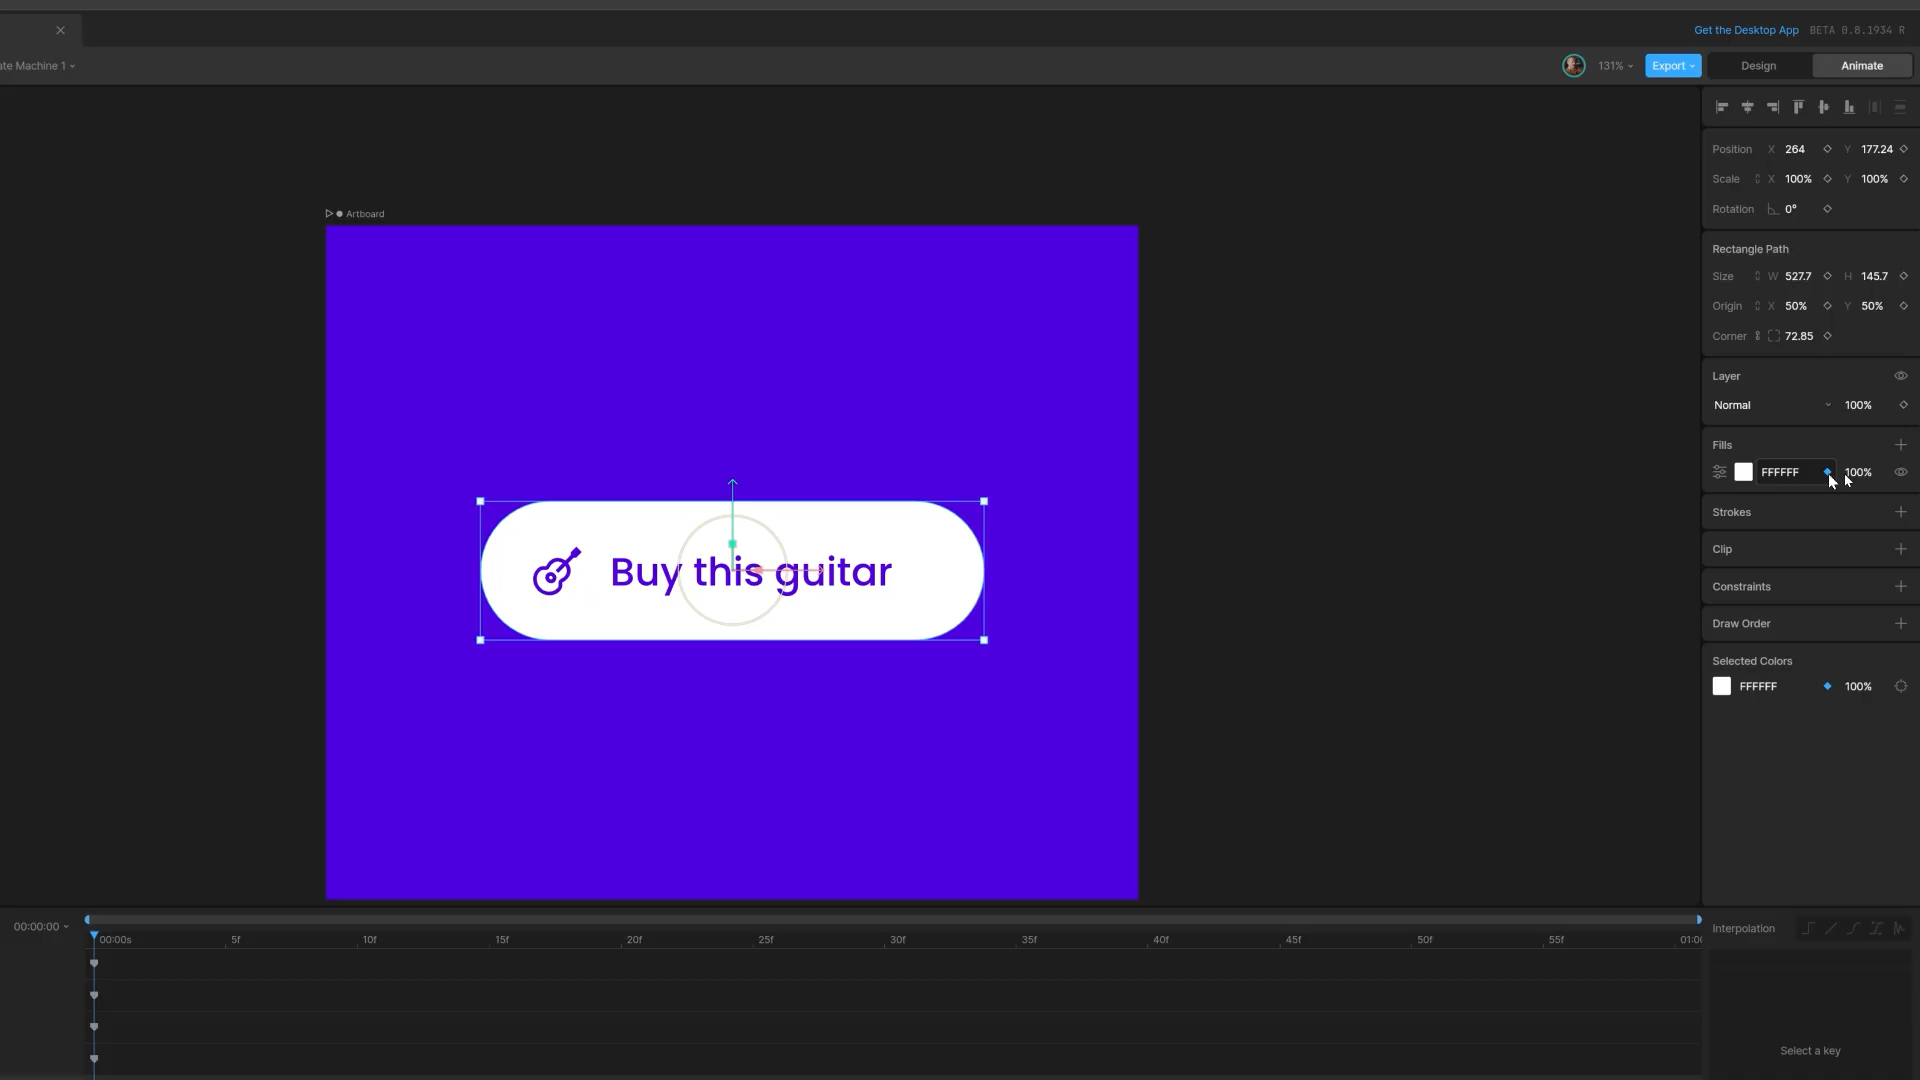 Get the Desktop App BETA 0.8.1934 R
ate Machine 1
131% Export Design Animate
Artboard
Position X 264 Y 177.24
Scale X 100% Y 100%
Rotation 0°
Rectangle Path
Size W 527.7 H 145.7
Origin X 50% Y 50%
Corner 72.85
Layer
Normal 100%
Fills
FFFFFF 100%
Strokes
Clip
Constraints
Draw Order
Selected Colors
FFFFFF 100%
Buy this guitar
00:00:00
00:00s 5f 10f 15f 20f 25f 30f 35f 40f 45f 50f 55f 01:00
Interpolation
Select a key